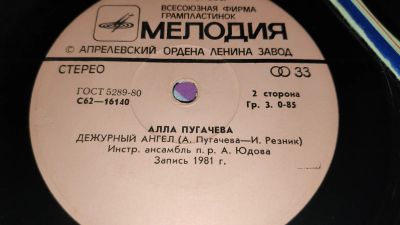 ВСЕСОЮЗНАЯ ФИРМА
ГРАМПЛАСТИНОК
МЕЛОДИЯ
© АПРЕЛЕВСКИЙ ОРДЕНА ЛЕНИНА ЗАВОД
СТЕРЕО 33
ГОСТ 5289-80 2 сторона
С62—16140 Гр. 3. 0-85
АЛЛА ПУГАЧЕВА
ДЕЖУРНЫЙ АНГЕЛ (А. Пугачева—И. Резник)
Инстр. ансамбль п. р. А. Юдова
Запись 1981 г.